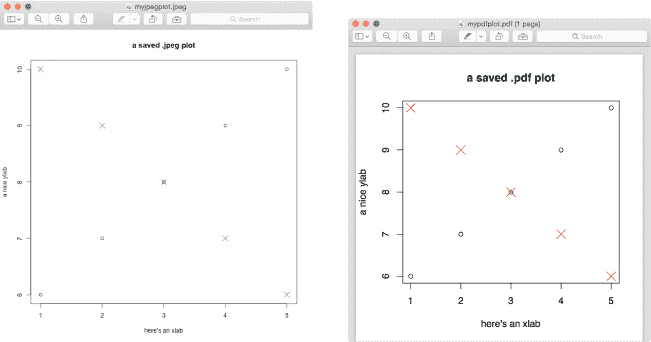 myjpegplot.jpeg
Search
a saved .jpeg plot
10
9
8
7
6
a nice ylab
1 2 3 4 5
here's an xlab
mypdfplot.pdf (1 page)
Search
a saved .pdf plot
10
9
8
7
6
a nice ylab
1 2 3 4 5
here's an xlab